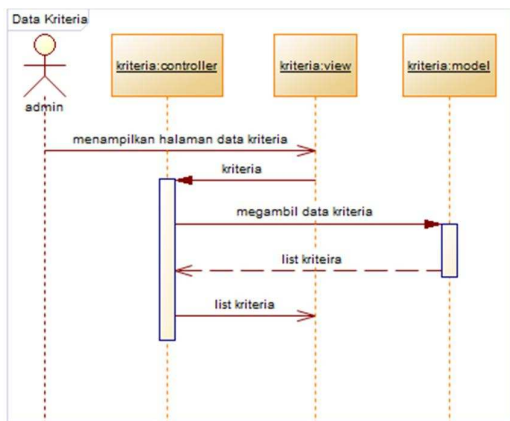 Data Kriteria
kriteria:controller
kriteria:view
kriteria:model
admin
menampilkan halaman data kriteria
kriteria
megambil data kriteria
list kriteira
list kriteria